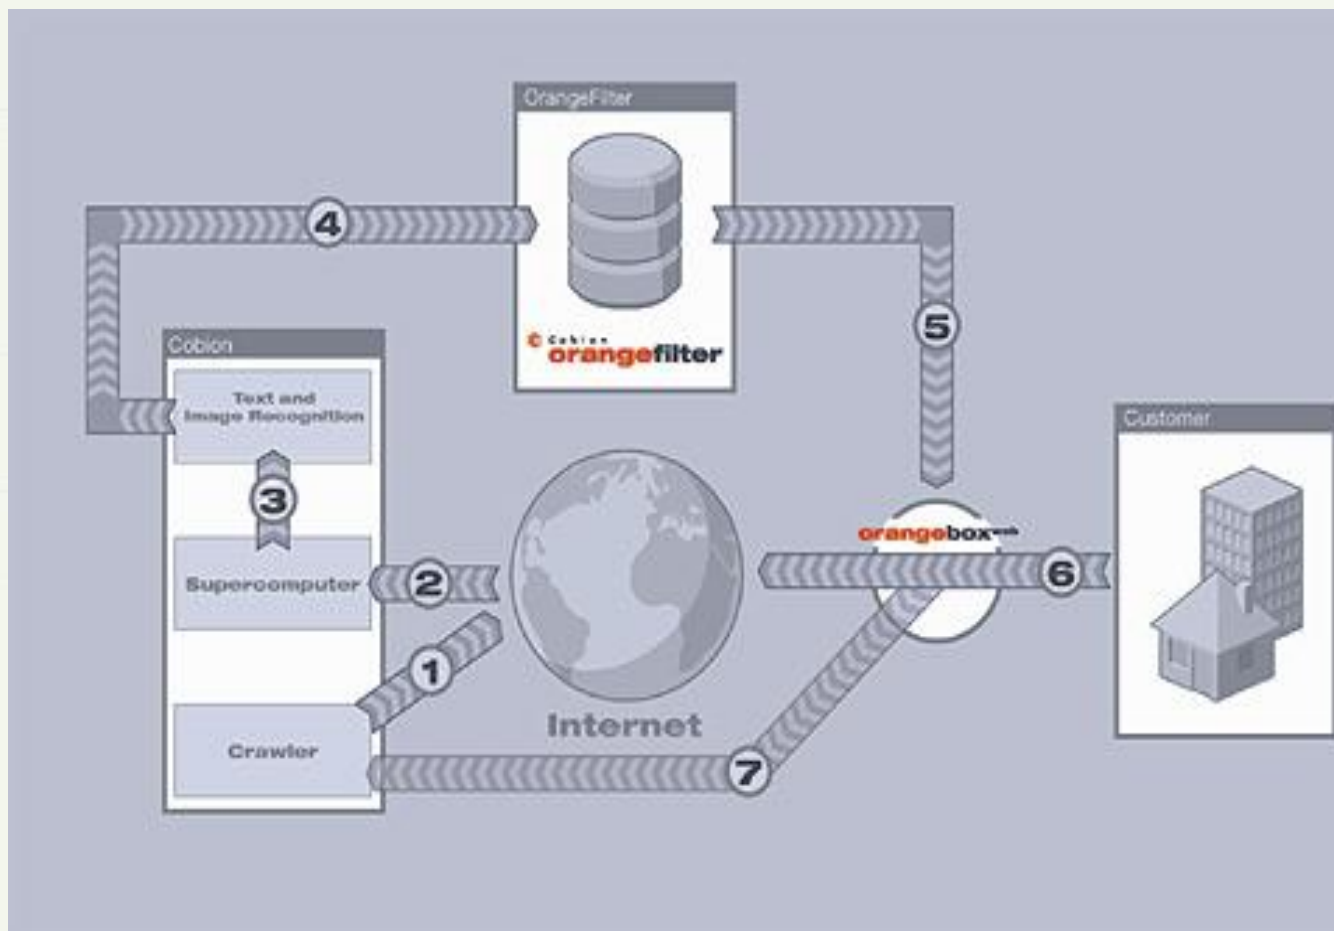 OrangeFilter
4
Cobion
orangefilter
5
Cobion
Text and
Image Recognition
3
Supercomputer
2
1
Crawler
Internet
7
orangeboxweb
6
Customer